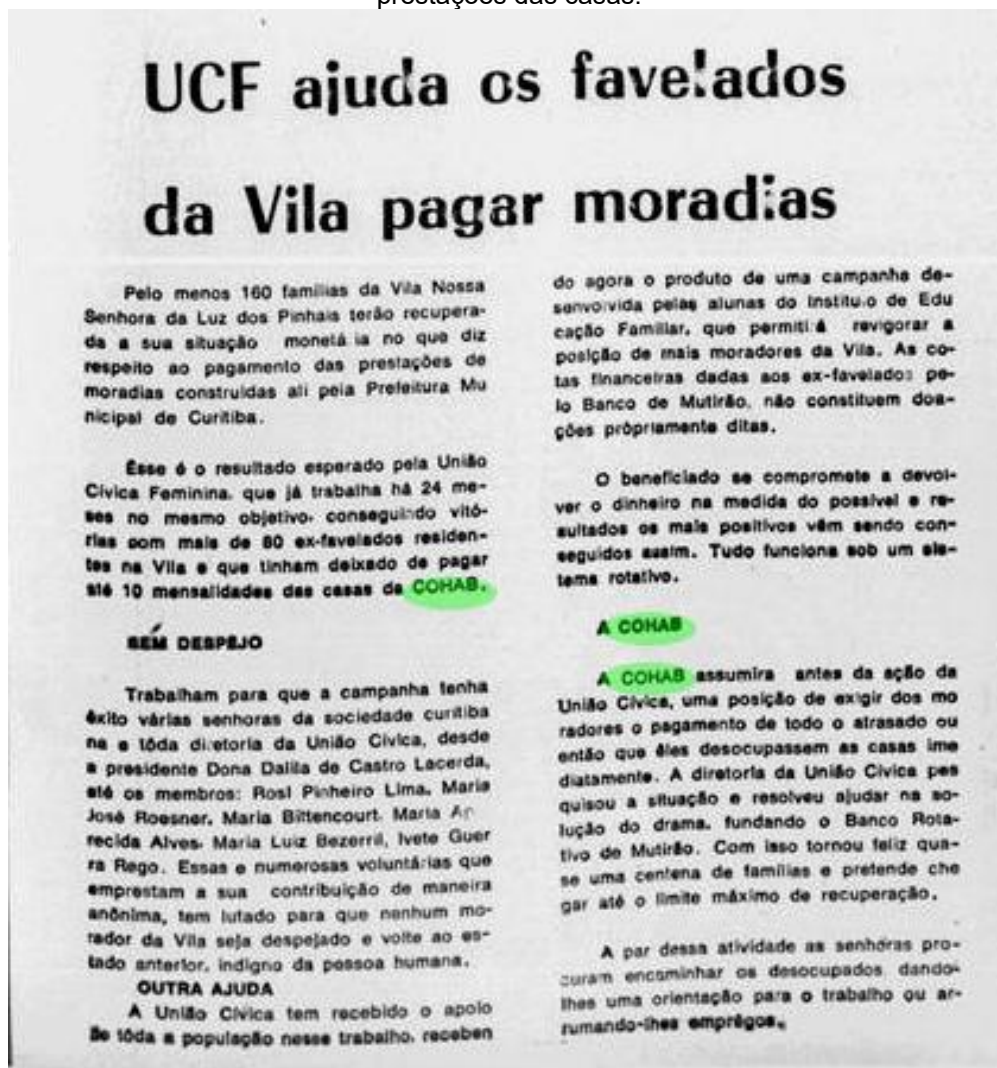 prestações das casas.
UCF ajuda os favelados
da Vila pagar moradias
Pelo menos 160 famílias da Vila Nossa
Senhora da Luz dos Pinhais terão recupera-
da a sua situação monetá ia no que diz
respeito ao pagamento das prestações de
moradias construídas ali pela Prefeitura Mu
nicipal de Curitiba.
Êsse é o resultado esperado pela União
Cívica Feminina, que já trabalha há 24 me-
ses no mesmo objetivo, conseguindo vitó-
rias com mais de 80 ex-favelados residen-
tes na Vila e que tinham deixado de pagar
até 10 mensalidades das casas da COHAB.
SEM DESPEJO
Trabalham para que a campanha tenha
êxito várias senhoras da sociedade curitiba
na e tôda diretoria da União Cívica, desde
a presidente Dona Dalila de Castro Lacerda,
até os membros: Rosi Pinheiro Lima, Maria
José Roesner, Maria Bittencourt, Maria Ap
recida Alves, Maria Luiz Bezerril, Ivete Guer
ra Rego. Essas e numerosas voluntárias que
emprestam a sua contribuição de maneira
anônima, tem lutado para que nenhum mo-
rador da Vila seja despejado e volte ao es-
tado anterior, indigno da pessoa humana.
OUTRA AJUDA
A União Cívica tem recebido o apoio
de tôda a população nesse trabalho, receben
do agora o produto de uma campanha de-
senvolvida pelas alunas do Instituto de Edu
cação Familiar, que permiti á revigorar a
posição de mais moradores da Vila. As co-
tas financeiras dadas aos ex-favelados pe-
lo Banco de Mutirão, não constituem doa-
ções pròpriamente ditas.
O beneficiado se compromete a devol-
ver o dinheiro na medida do possível e re-
sultados os mais positivos vêm sendo con-
seguidos assim. Tudo funciona sob um sis-
tema rotativo.
A COHAB
A COHAB assumira antes da ação da
União Cívica, uma posição de exigir dos mo
radores o pagamento de todo o atrasado ou
então que êles desocupassem as casas ime
diatamente. A diretoria da União Cívica pes
quisou a situação e resolveu ajudar na so-
lução do drama, fundando o Banco Rota-
tivo de Mutirão. Com isso tornou feliz qua-
se uma centena de famílias e pretende che
gar até o limite máximo de recuperação.
A par dessa atividade as senhoras pro-
curam encaminhar os desocupados, dando-
lhes uma orientação para o trabalho ou ar-
rumando-lhes emprêgos.